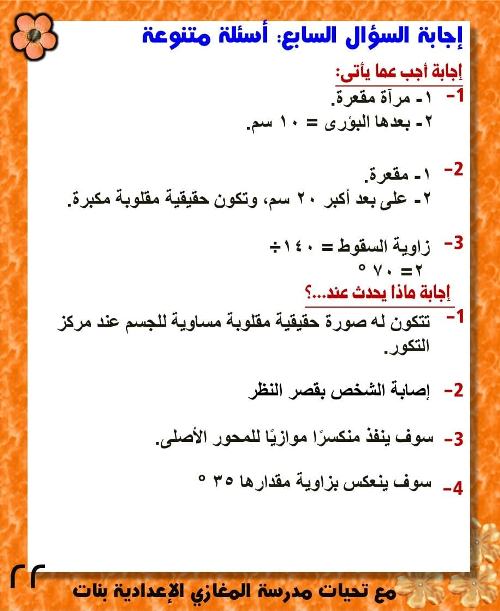 إجابة السؤال السابع: أسئلة متنوعة
إجابة أجب عما يأتى:
1- ١- مرآة مقعرة.
٢- بعدها البؤرى = ١٠ سم.
2- ١- مقعرة.
٢- على بعد أكبر ٢٠ سم، وتكون حقيقية مقلوبة مكبرة.
3- زاوية السقوط = ١٤٠÷
٢= ٧٠ °
إجابة ماذا يحدث عند...؟
1- تتكون له صورة حقيقية مقلوبة مساوية للجسم عند مركز
التكور.
2- إصابة الشخص بقصر النظر
3- سوف ينفذ منكسرًا موازيًا للمحور الأصلى.
4- سوف ينعكس بزاوية مقدارها ٣٥ °
مع تحيات مدرسة المغازي الإعدادية بنات
٢٢